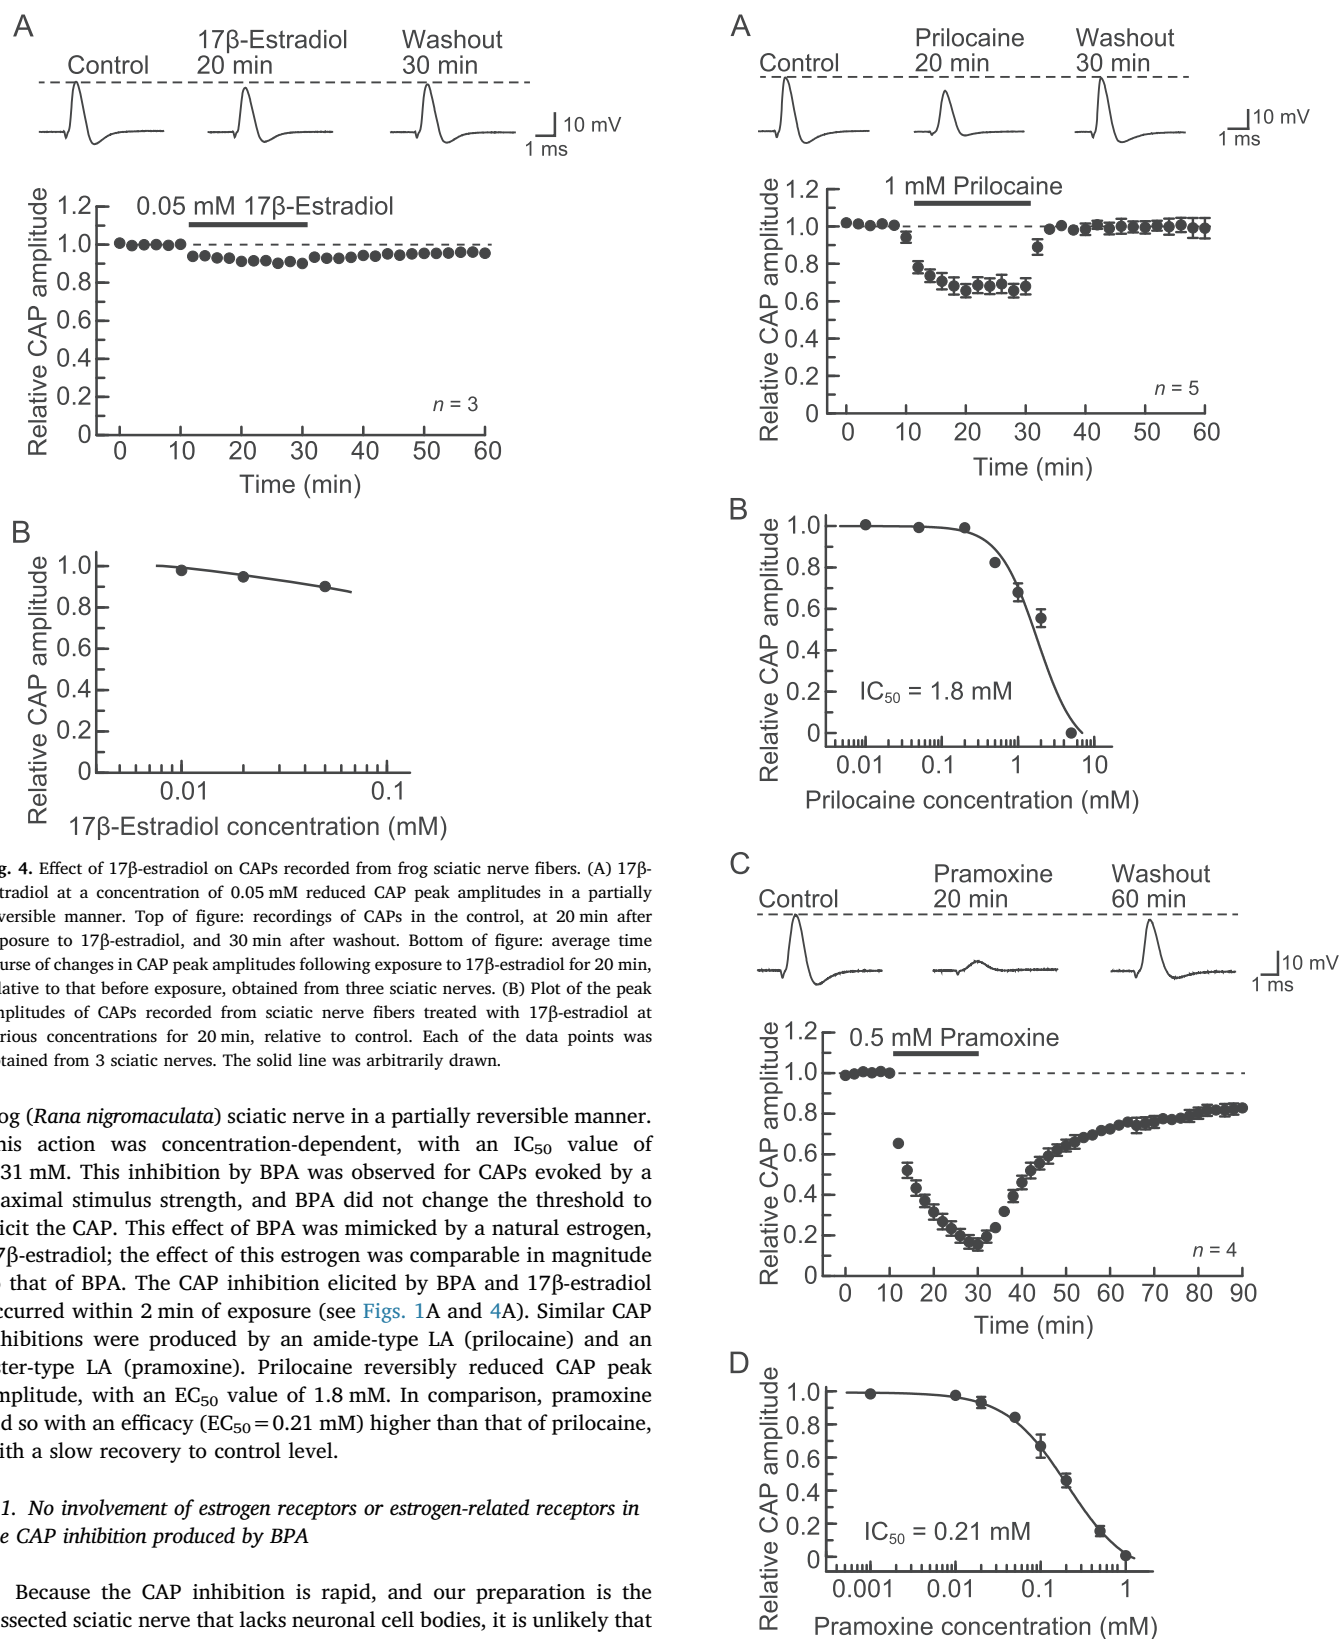 A
17β-Estradiol
Washout
Control
20 min
30 min
10 mV
1 ms
Relative CAP amplitude
1.2
1.0
0.8
0.6
0.4
0.2
0
0.05 mM 17β-Estradiol
n = 3
0 10 20 30 40 50 60
Time (min)
B
Relative CAP amplitude
1.0
0.8
0.6
0.4
0.2
0
0.01 0.1
17β-Estradiol concentration (mM)
g. 4. Effect of 17β-estradiol on CAPs recorded from frog sciatic nerve fibers. (A) 17β-
tradiol at a concentration of 0.05 mM reduced CAP peak amplitudes in a partially
versible manner. Top of figure: recordings of CAPs in the control, at 20 min after
posure to 17β-estradiol, and 30 min after washout. Bottom of figure: average time
urse of changes in CAP peak amplitudes following exposure to 17β-estradiol for 20 min,
lative to that before exposure, obtained from three sciatic nerves. (B) Plot of the peak
nplitudes of CAPs recorded from sciatic nerve fibers treated with 17β-estradiol at
rious concentrations for 20 min, relative to control. Each of the data points was
tained from 3 sciatic nerves. The solid line was arbitrarily drawn.
og (Rana nigromaculata) sciatic nerve in a partially reversible manner.
his action was concentration-dependent, with an IC50 value of
31 mM. This inhibition by BPA was observed for CAPs evoked by a
aximal stimulus strength, and BPA did not change the threshold to
icit the CAP. This effect of BPA was mimicked by a natural estrogen,
7β-estradiol; the effect of this estrogen was comparable in magnitude
that of BPA. The CAP inhibition elicited by BPA and 17β-estradiol
ccurred within 2 min of exposure (see Figs. 1A and 4A). Similar CAP
hibitions were produced by an amide-type LA (prilocaine) and an
ster-type LA (pramoxine). Prilocaine reversibly reduced CAP peak
mplitude, with an EC50 value of 1.8 mM. In comparison, pramoxine
d so with an efficacy (EC50 = 0.21 mM) higher than that of prilocaine,
ith a slow recovery to control level.
1. No involvement of estrogen receptors or estrogen-related receptors in
e CAP inhibition produced by BPA
Because the CAP inhibition is rapid, and our preparation is the
ssected sciatic nerve that lacks neuronal cell bodies, it is unlikely that
A
Prilocaine
Washout
Control
20 min
30 min
10 mV
1 ms
Relative CAP amplitude
1.2
1.0
0.8
0.6
0.4
0.2
0
1 mM Prilocaine
n = 5
0 10 20 30 40 50 60
Time (min)
B
Relative CAP amplitude
1.0
0.8
0.6
0.4
0.2
0
IC50 = 1.8 mM
0.01 0.1 1 10
Prilocaine concentration (mM)
C
Pramoxine
Washout
Control
20 min
60 min
10 mV
1 ms
Relative CAP amplitude
1.2
1.0
0.8
0.6
0.4
0.2
0
0.5 mM Pramoxine
n = 4
0 10 20 30 40 50 60 70 80 90
Time (min)
D
Relative CAP amplitude
1.0
0.8
0.6
0.4
0.2
0
IC50 = 0.21 mM
0.001 0.01 0.1 1
Pramoxine concentration (mM)